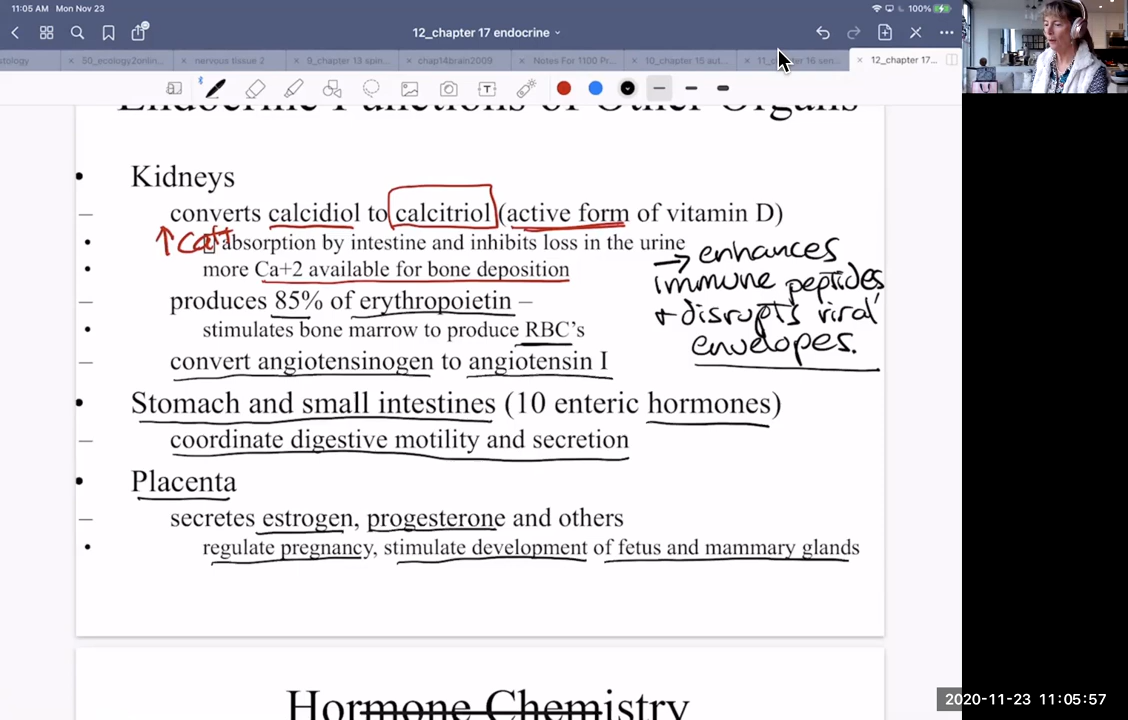 11:05 AM Mon Nov 23
100%
12_chapter 17 endocrine
50_ecology2onlin...
nervous tissue 2
9_chapter 13 spin...
chap14brain2009
Notes For 1100 Pr...
10_chapter 15 aut...
12_chapter 17...
Endocrine Functions of Other Organs
• Kidneys
– converts calcidiol to calcitriol (active form of vitamin D)
↑ Ca++
• absorption by intestine and inhibits loss in the urine
• more Ca+2 available for bone deposition
→ enhances
immune peptides
+ disrupts viral
envelopes.
– produces 85% of erythropoietin –
• stimulates bone marrow to produce RBC's
– convert angiotensinogen to angiotensin I
• Stomach and small intestines (10 enteric hormones)
– coordinate digestive motility and secretion
• Placenta
– secretes estrogen, progesterone and others
• regulate pregnancy, stimulate development of fetus and mammary glands
Hormone Chemistry
2020-11-23 11:05:57